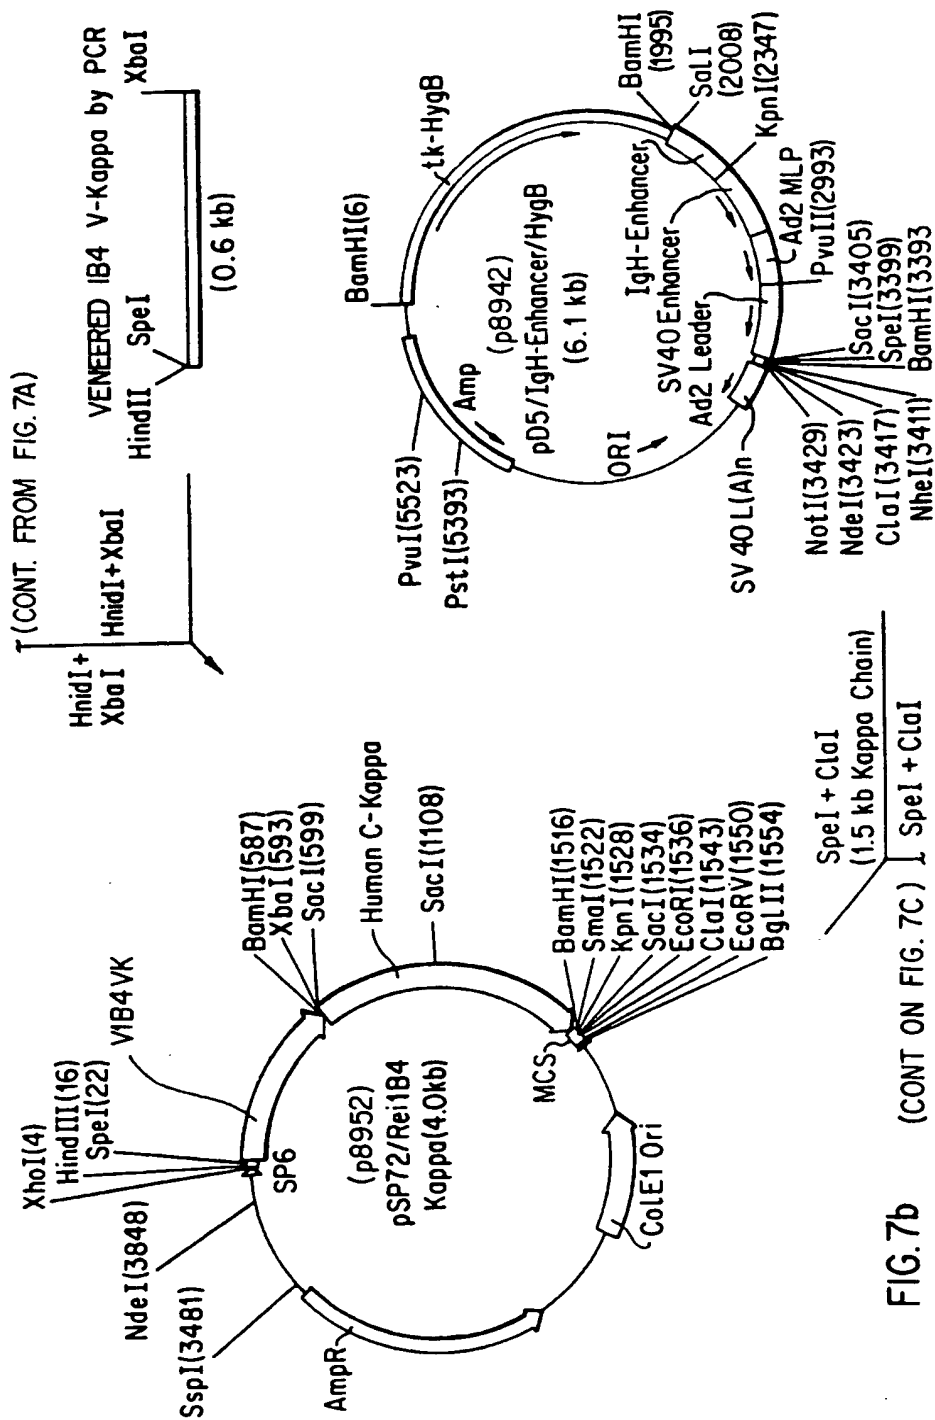 (CONT. FROM FIG. 7A)
HnidI+
XbaI
HnidI+XbaI
VENEERED IB4 V-Kappa by PCR
HindII
SpeI
XbaI
(0.6 kb)
XhoI(4)
HindIII(16)
SpeI(22)
V1B4VK
NdeI(3848)
SspI(3481)
SP6
BamHI(587)
XbaI(593)
SacI(599)
Human C-Kappa
SacI(1108)
(p8952)
pSP72/Rei1B4
Kappa(4.0kb)
AmpR
ColE1 Ori
MCS
BamHI(1516)
SmaI(1522)
KpnI(1528)
SacI(1534)
EcoRI(1536)
ClaI(1543)
EcoRV(1550)
BglII(1554)
BamHI(6)
tk-HygB
PvuI(5523)
PstI(5393)
Amp
(p8942)
pD5/IgH-Enhancer/HygB
(6.1 kb)
BamHI
(1995)
SalI
(2008)
KpnI(2347)
IgH-Enhancer
SV40 Enhancer
Ad2 Leader
Ad2 MLP
PvuII(2993)
ORI
SV40L(A)n
SacI(3405)
SpeI(3399)
BamHI(3393
NotI(3429)
NdeI(3423)
ClaI(3417)
NheI(3411)
SpeI + ClaI
(1.5 kb Kappa Chain)
SpeI + ClaI
(CONT ON FIG. 7C)
FIG.7b